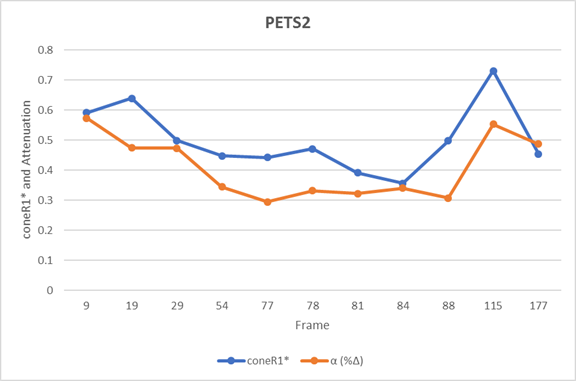 PETS2
coneR1* and Attenuation
0.8
0.7
0.6
0.5
0.4
0.3
0.2
0.1
0
9 19 29 54 77 78 81 84 88 115 177
Frame
coneR1* α (%Δ)